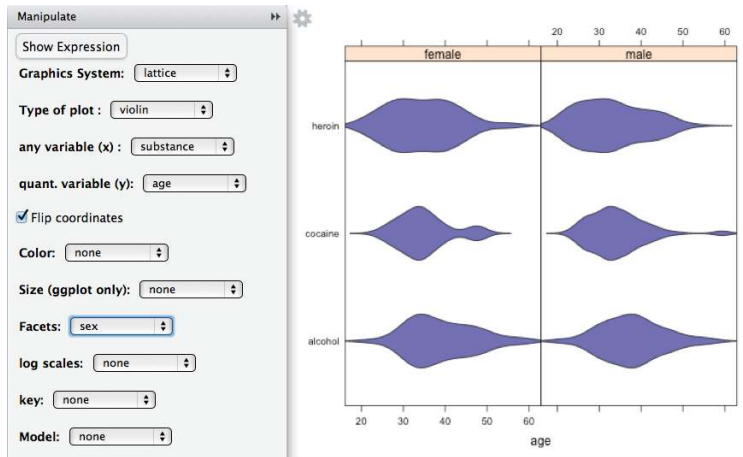 Manipulate
Show Expression
Graphics System: lattice
Type of plot : violin
any variable (x) : substance
quant. variable (y): age
Flip coordinates
Color: none
Size (ggplot only): none
Facets: sex
log scales: none
key: none
Model: none
20 30 40 50 60
female male
heroin
cocaine
alcohol
20 30 40 50 60
age